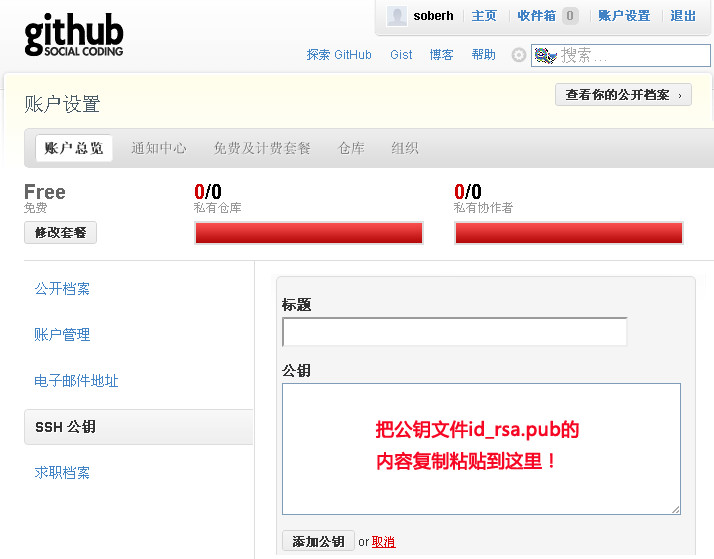 soberh 主页 收件箱 0 账户设置 退出
github
SOCIAL CODING
探索 GitHub Gist 博客 帮助 搜索...
账户设置
查看你的公开档案 ›
账户总览 通知中心 免费及计费套餐 仓库 组织
Free 0/0 0/0
免费 私有仓库 私有协作者
修改套餐
公开档案
账户管理
电子邮件地址
SSH 公钥
求职档案
标题
公钥
把公钥文件id_rsa.pub的
内容复制粘贴到这里！
添加公钥 or 取消